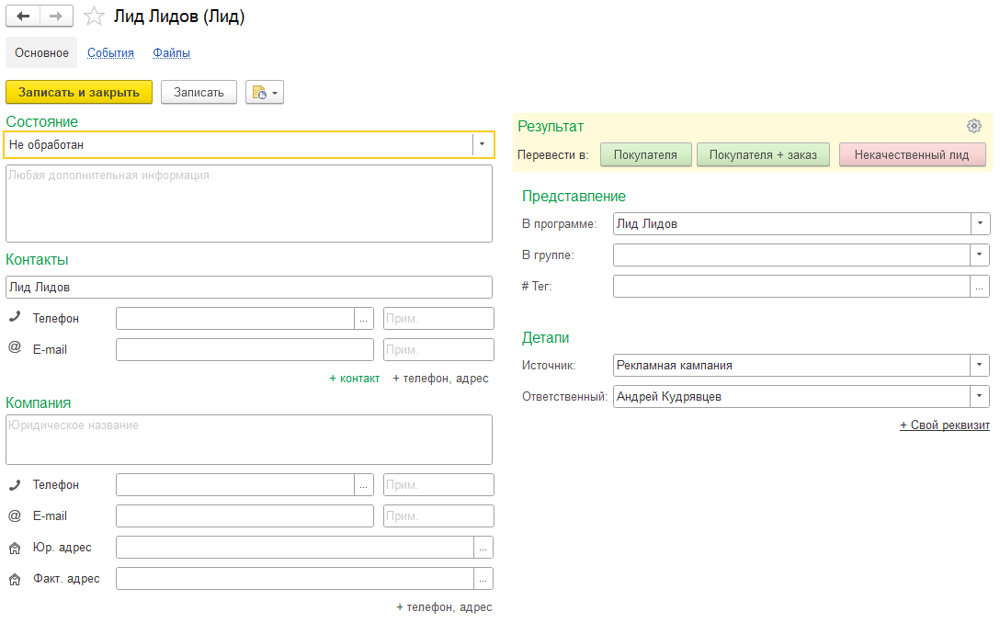 Лид Лидов (Лид)
Основное События Файлы
Записать и закрыть Записать
Состояние
Не обработан
Любая дополнительная информация
Контакты
Лид Лидов
Телефон ... Прим.
@ E-mail Прим.
+ контакт + телефон, адрес
Компания
Юридическое название
Телефон ... Прим.
@ E-mail Прим.
Юр. адрес ...
Факт. адрес ...
+ телефон, адрес
Результат
Перевести в: Покупателя Покупателя + заказ Некачественный лид
Представление
В программе: Лид Лидов
В группе:
# Тег: ...
Детали
Источник: Рекламная кампания
Ответственный: Андрей Кудрявцев
+ Свой реквизит